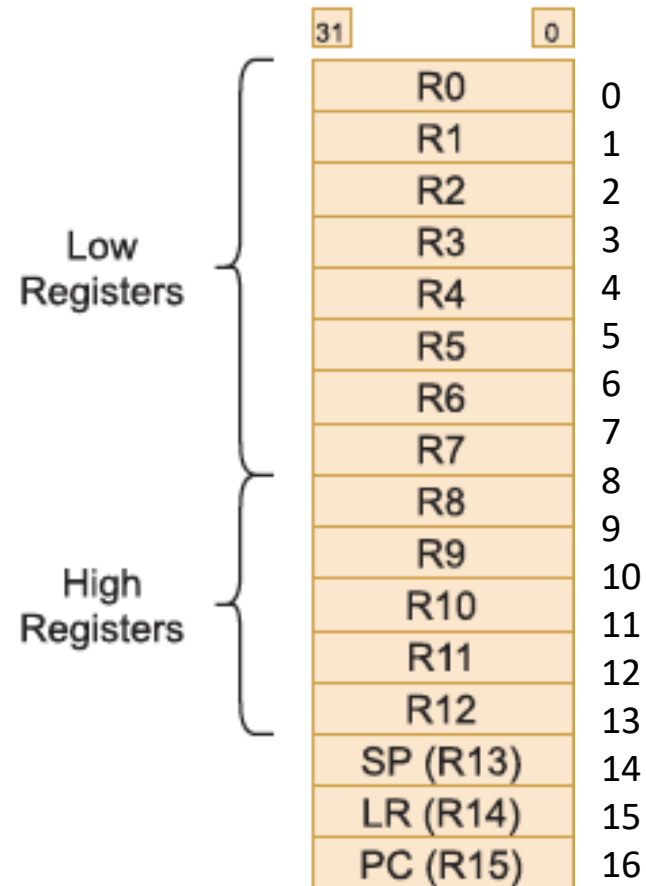 31 0
R0 0
R1 1
R2 2
Low
Registers
R3 3
R4 4
R5 5
R6 6
R7 7
R8 8
R9 9
High
Registers
R10 10
R11 11
R12 12
13
SP (R13) 14
LR (R14) 15
PC (R15) 16